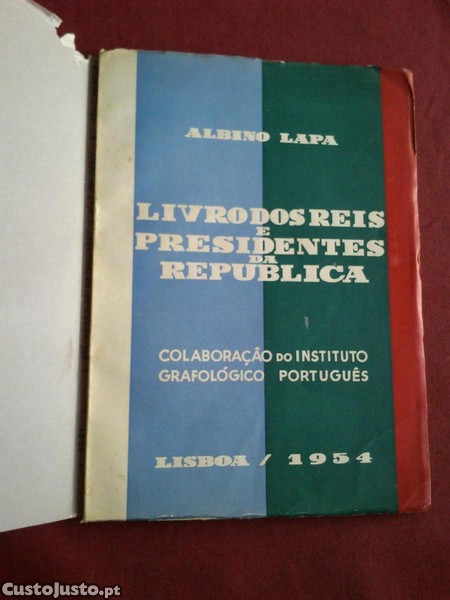 ALBINO LAPA
LIVRO DOS REIS
E
PRESIDENTES
DA
REPUBLICA
COLABORAÇÃO DO INSTITUTO
GRAFOLÓGICO PORTUGUÊS
LISBOA / 1954
CustoJusto.pt